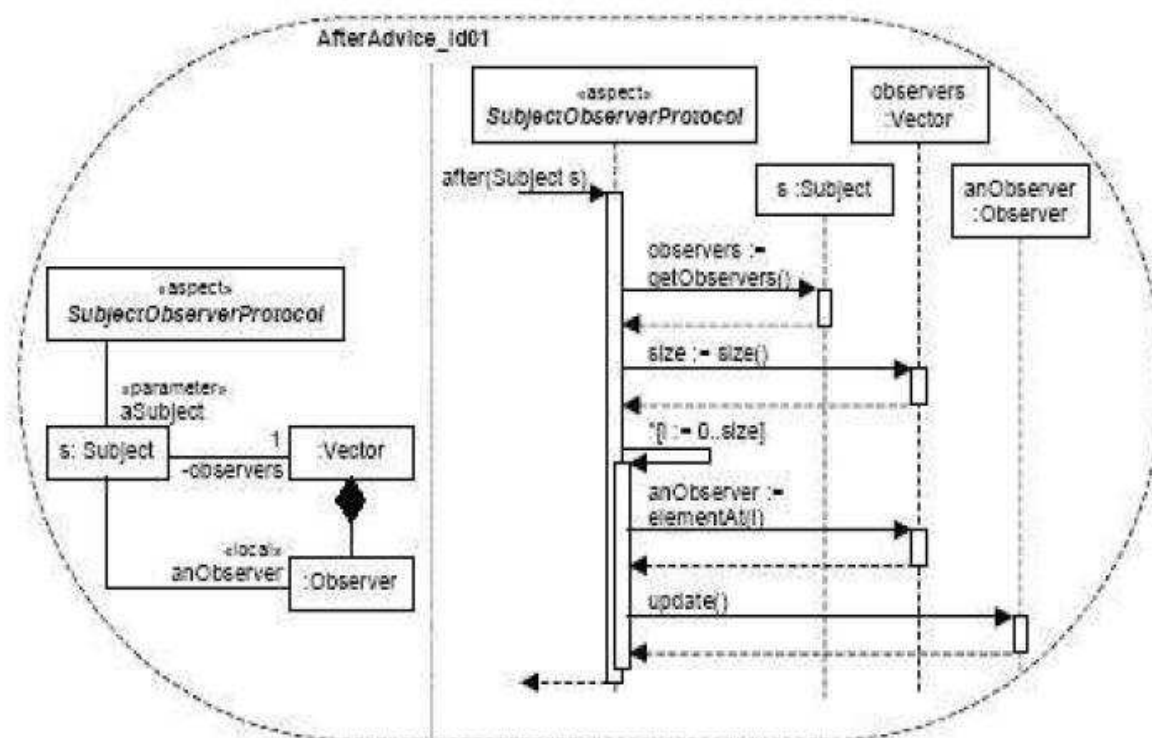 AfterAdvice_id01
«aspect»
SubjectObserverProtocol
«parameter»
aSubject
s: Subject
1
-observers
:Vector
«local»
anObserver
:Observer
«aspect»
SubjectObserverProtocol
observers
:Vector
after(Subject s)
s :Subject
anObserver
:Observer
observers :=
getObservers()
size := size()
*[i := 0..size]
anObserver :=
elementAt(i)
update()